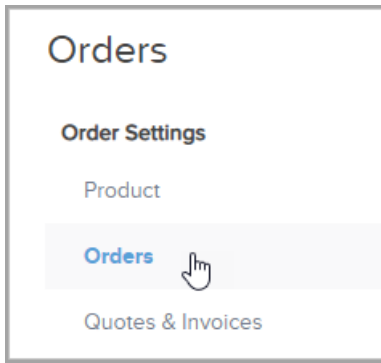 Orders
Order Settings
Product
Orders
Quotes & Invoices